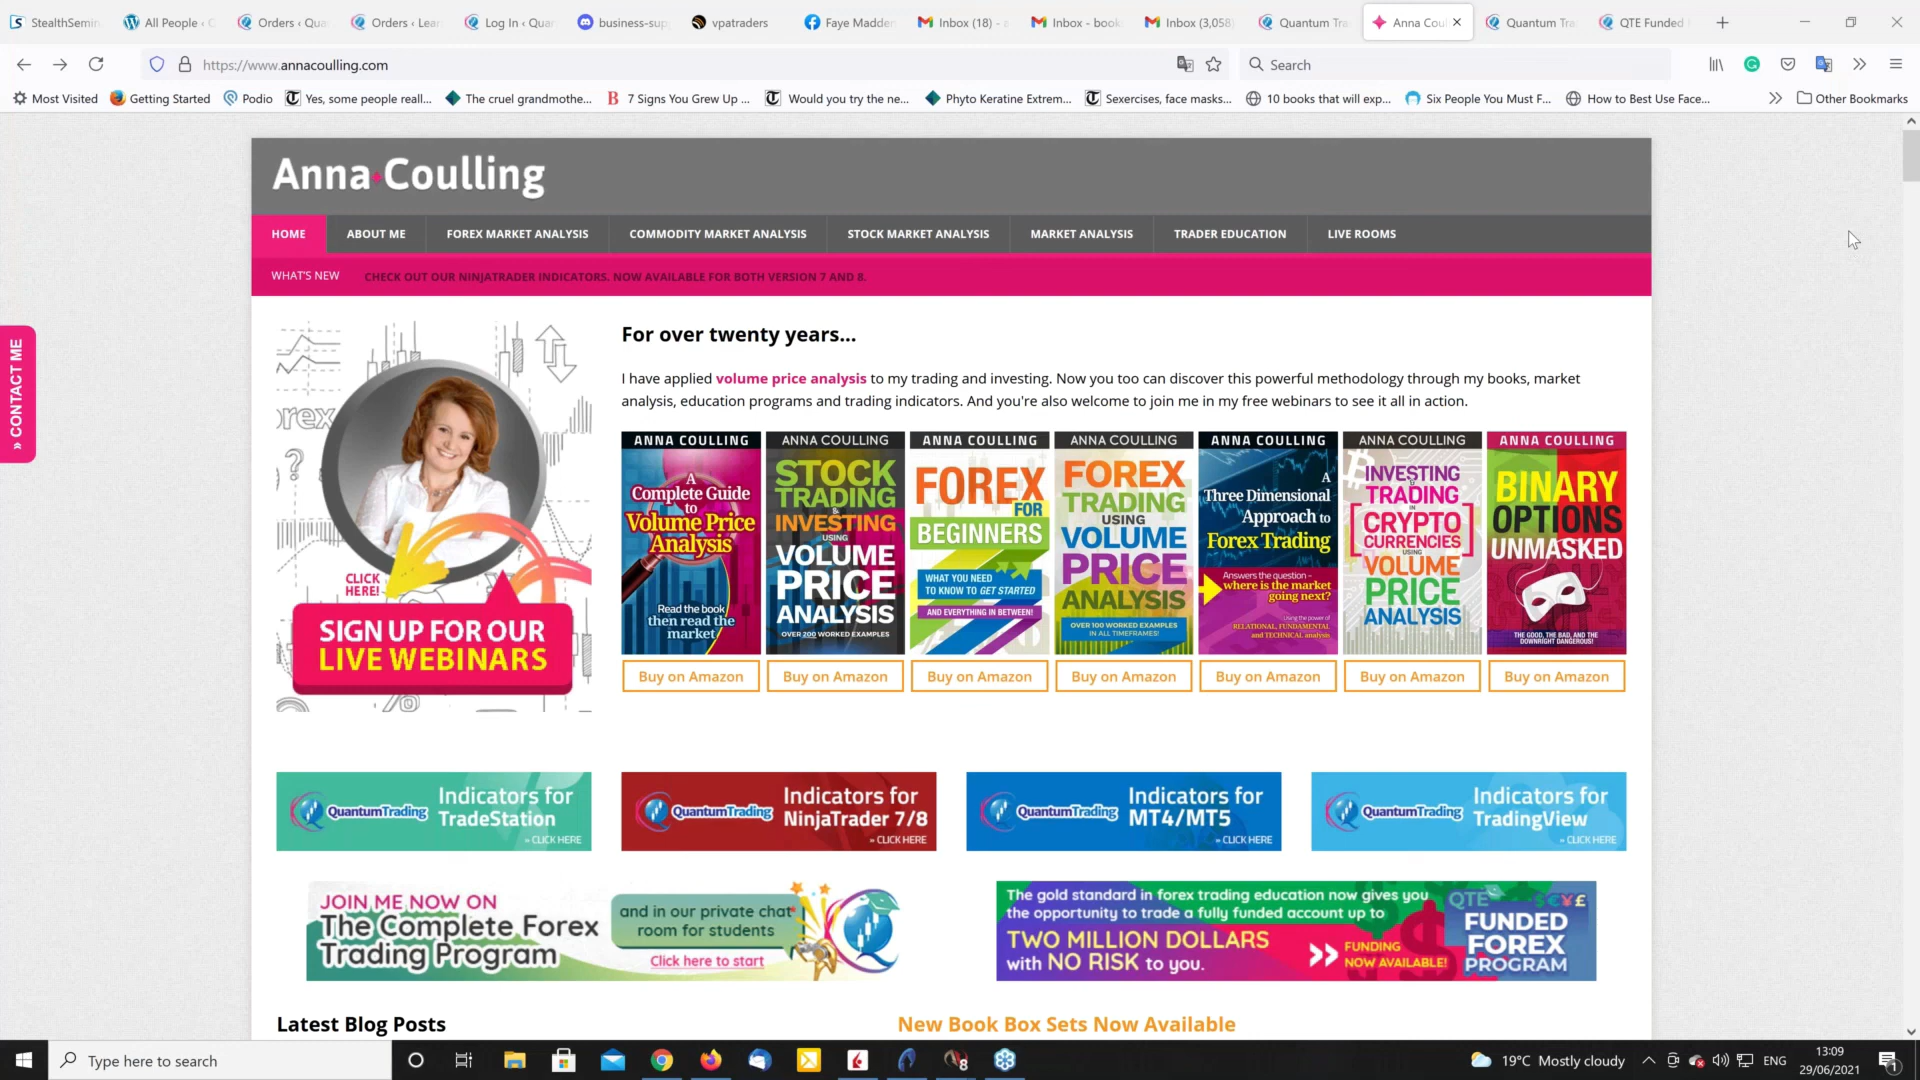 StealthSemin
All People ‹ Q
Orders ‹ Qua
Orders ‹ Lear
Log In ‹ Quan
business-supp
vpatraders
Faye Madden
Inbox (18) - a
Inbox - book
Inbox (3,058)
Quantum Tra
Anna Coul
Quantum Tra
QTE Funded
https://www.annacoulling.com
Search
Most Visited
Getting Started
Podio
Yes, some people reall...
The cruel grandmothe...
7 Signs You Grew Up ...
Would you try the ne...
Phyto Keratine Extrem...
Sexercises, face masks...
10 books that will exp...
Six People You Must F...
How to Best Use Face...
Other Bookmarks
Anna Coulling
HOME
ABOUT ME
FOREX MARKET ANALYSIS
COMMODITY MARKET ANALYSIS
STOCK MARKET ANALYSIS
MARKET ANALYSIS
TRADER EDUCATION
LIVE ROOMS
WHAT'S NEW
CHECK OUT OUR NINJATRADER INDICATORS. NOW AVAILABLE FOR BOTH VERSION 7 AND 8.
» CONTACT ME
orex
CLICK
HERE!
SIGN UP FOR OUR
LIVE WEBINARS
For over twenty years...
I have applied volume price analysis to my trading and investing. Now you too can discover this powerful methodology through my books, market
analysis, education programs and trading indicators. And you're also welcome to join me in my free webinars to see it all in action.
ANNA COULLING
A
Complete Guide
to
Volume Price
Analysis
Read the book
then read the
market
Buy on Amazon
ANNA COULLING
STOCK
TRADING
&
INVESTING
USING
VOLUME
PRICE
ANALYSIS
OVER 200 WORKED EXAMPLES
Buy on Amazon
ANNA COULLING
FOREX
FOR
BEGINNERS
WHAT YOU NEED
TO KNOW TO GET STARTED
AND EVERYTHING IN BETWEEN!
Buy on Amazon
ANNA COULLING
FOREX
TRADING
USING
VOLUME
PRICE
ANALYSIS
OVER 100 WORKED EXAMPLES
IN ALL TIMEFRAMES!
Buy on Amazon
ANNA COULLING
A
Three Dimensional
Approach to
Forex Trading
Answers the question -
where is the market
going next?
Using the power of
RELATIONAL, FUNDAMENTAL
and TECHNICAL analysis
Buy on Amazon
ANNA COULLING
INVESTING
&
TRADING
IN
CRYPTO
CURRENCIES
USING
VOLUME
PRICE
ANALYSIS
Buy on Amazon
ANNA COULLING
BINARY
OPTIONS
UNMASKED
THE GOOD, THE BAD, AND THE
DOWNRIGHT DANGEROUS!
Buy on Amazon
QuantumTrading
Indicators for
TradeStation
» CLICK HERE
QuantumTrading
Indicators for
NinjaTrader 7/8
» CLICK HERE
QuantumTrading
Indicators for
MT4/MT5
» CLICK HERE
QuantumTrading
Indicators for
TradingView
» CLICK HERE
JOIN ME NOW ON
The Complete Forex
Trading Program
and in our private chat
room for students
Click here to start
The gold standard in forex trading education now gives you
the opportunity to trade a fully funded account up to
TWO MILLION DOLLARS
with NO RISK to you.
FUNDING
NOW AVAILABLE!
QTE $€¥£
FUNDED
FOREX
PROGRAM
Latest Blog Posts
New Book Box Sets Now Available
Type here to search
19°C Mostly cloudy
ENG
13:09
29/06/2021